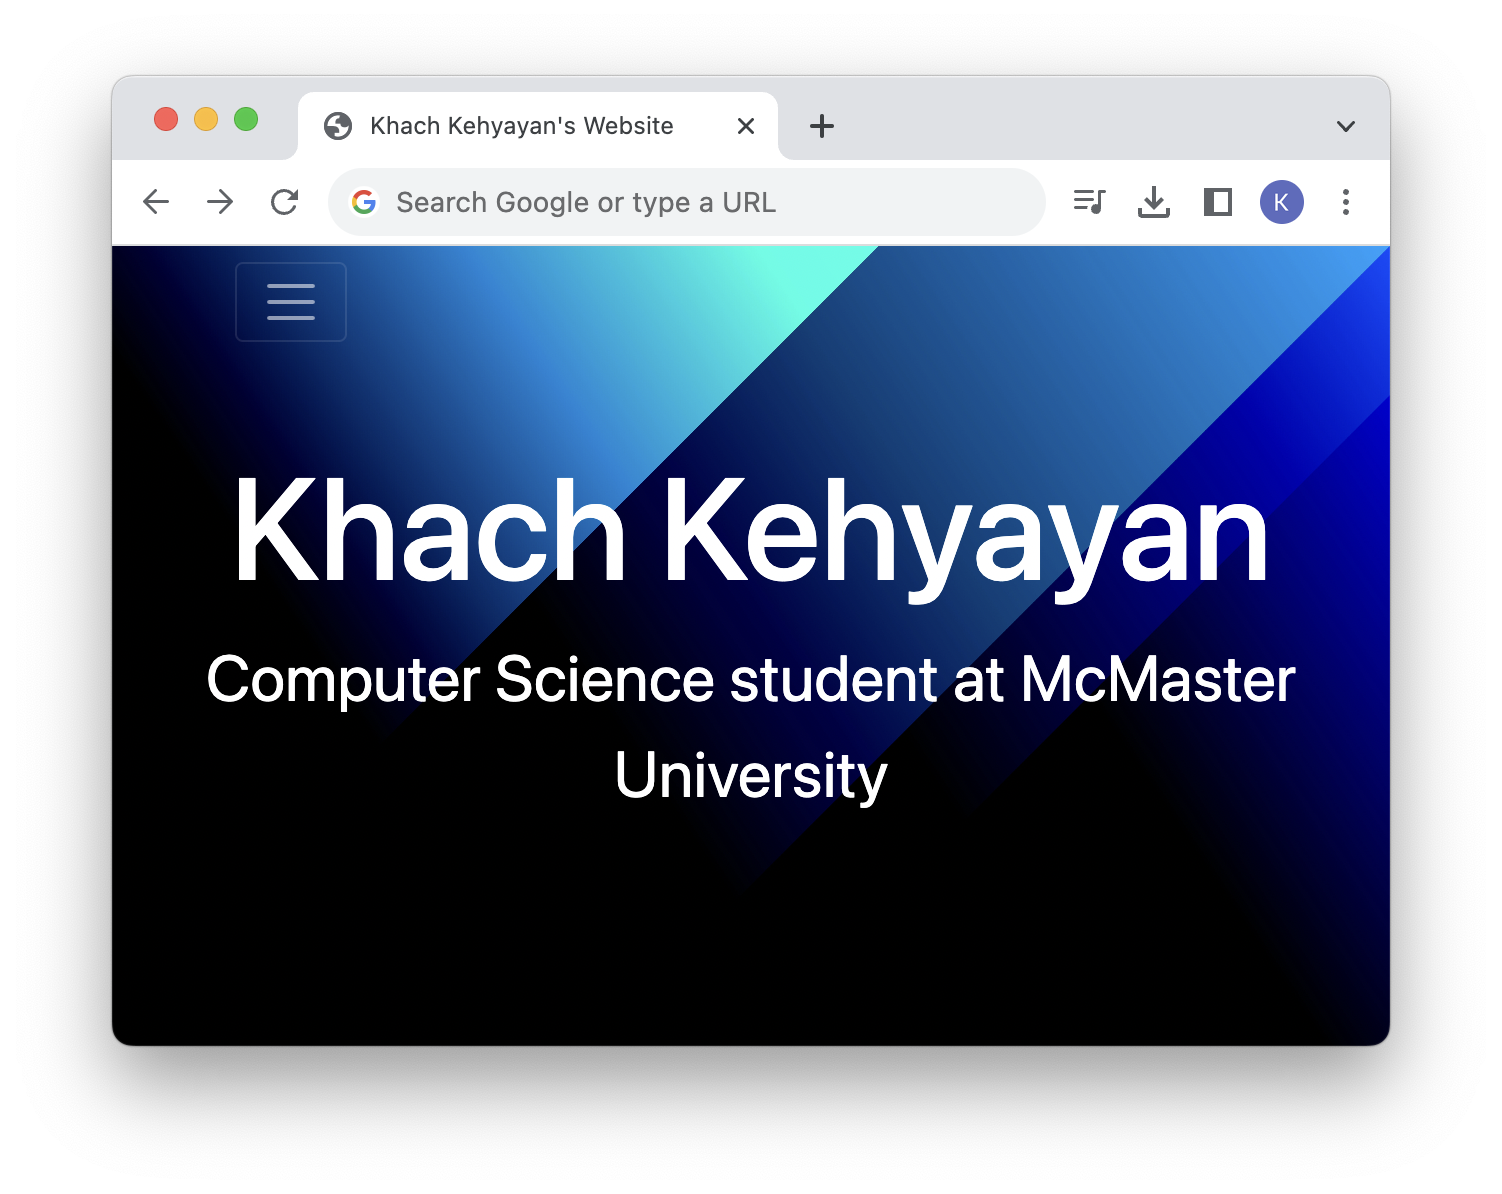 Khach Kehyayan's Website
Search Google or type a URL
K
Khach Kehyayan
Computer Science student at McMaster
University